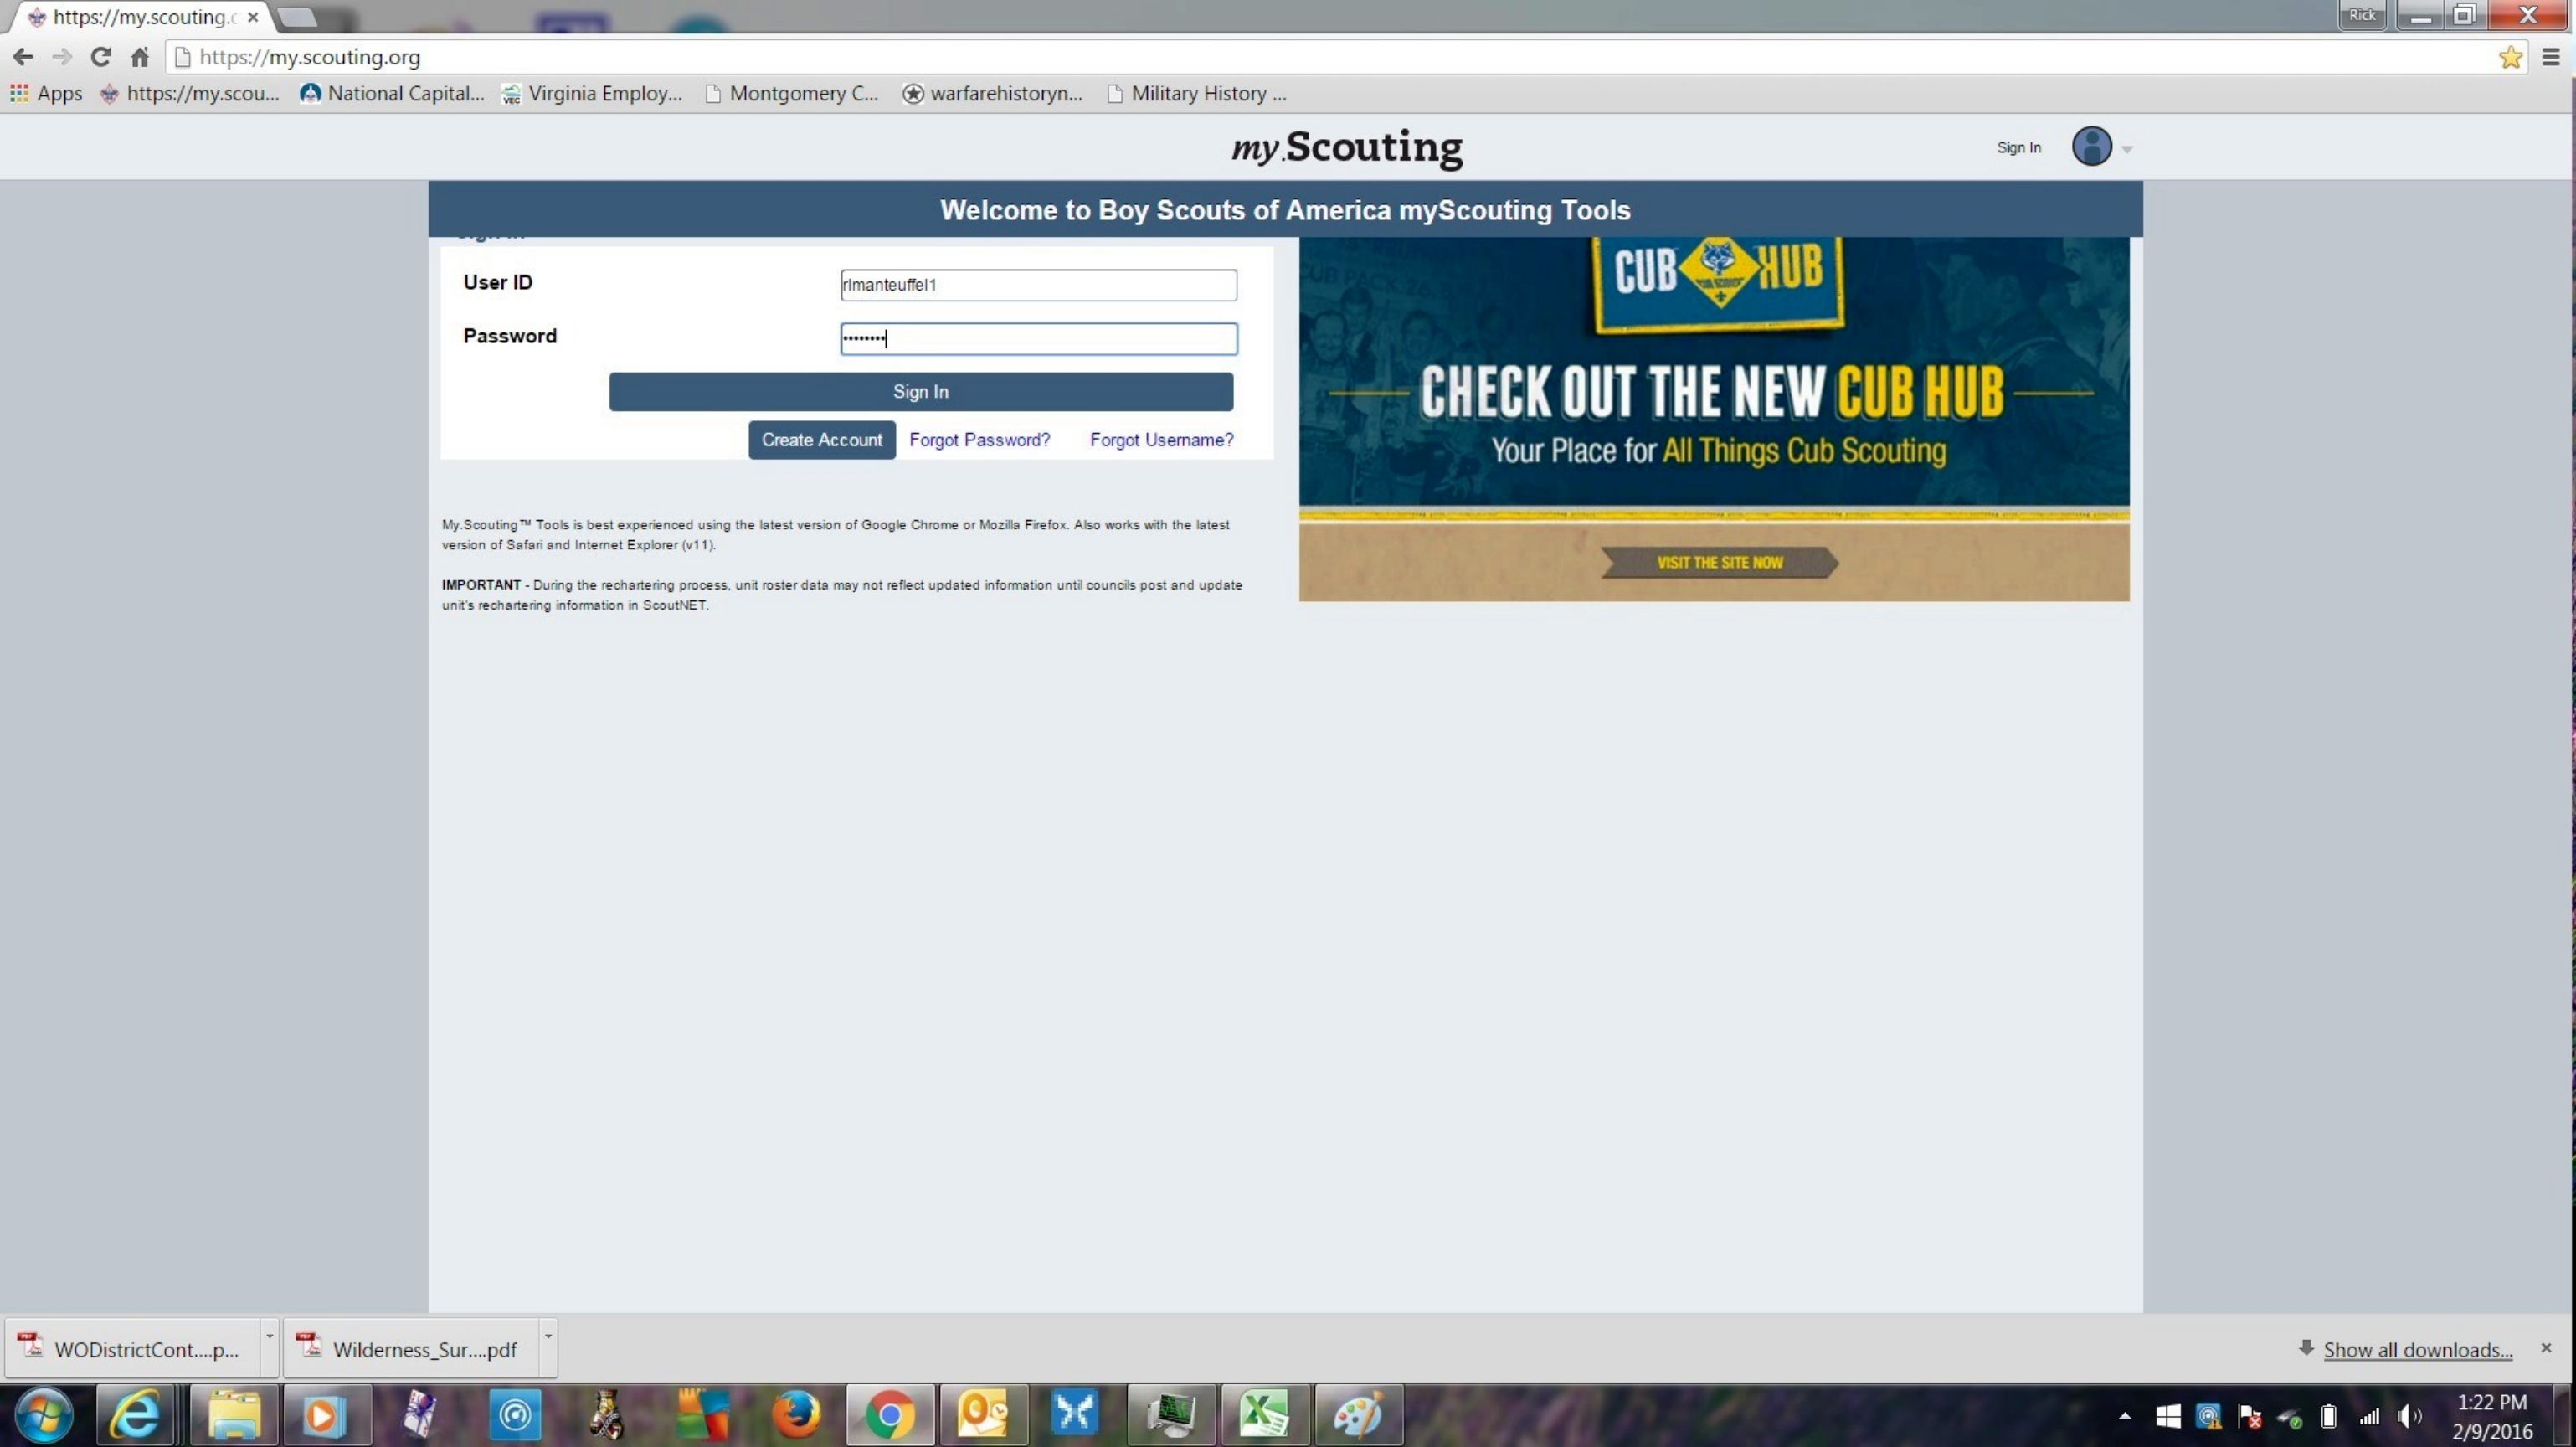 https://my.scouting.c
Rick
https://my.scouting.org
Apps https://my.scou... National Capital... Virginia Employ... Montgomery C... warfarehistoryn... Military History ...
my.Scouting
Sign In
Welcome to Boy Scouts of America myScouting Tools
User ID
rlmanteuffel1
Password
Sign In
Create Account Forgot Password? Forgot Username?
My.Scouting™ Tools is best experienced using the latest version of Google Chrome or Mozilla Firefox. Also works with the latest
version of Safari and Internet Explorer (v11).
IMPORTANT - During the rechartering process, unit roster data may not reflect updated information until councils post and update
unit's rechartering information in ScoutNET.
CUB HUB
CHECK OUT THE NEW CUB HUB
Your Place for All Things Cub Scouting
VISIT THE SITE NOW
WODistrictCont....p... Wilderness_Sur....pdf Show all downloads...
1:22 PM
2/9/2016